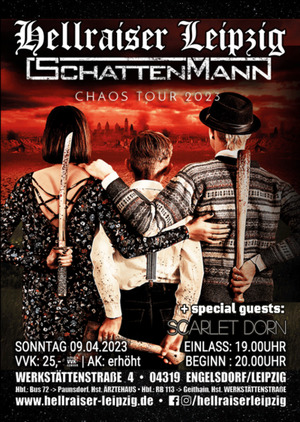 Hellraiser Leipzig
SCHATTENMANN
CHAOS TOUR 2023
+ special guests:
SCARLET DORN
SONNTAG 09.04.2023
EINLASS: 19.00UHR
VVK: 25,- | AK: erhöht
BEGINN : 20.00UHR
WERKSTÄTTENSTRADE 4 • 04319 ENGELSDORF/LEIPZIG
Hbf.: Bus 72 -> Paunsdorf, Hst. ÄRZTEHAUS • Hbf.: RB 113 -> Geithain, Hst. WERKSTÄTTENSTRADE
www.hellraiser-leipzig.de • /hellraiserleipzig